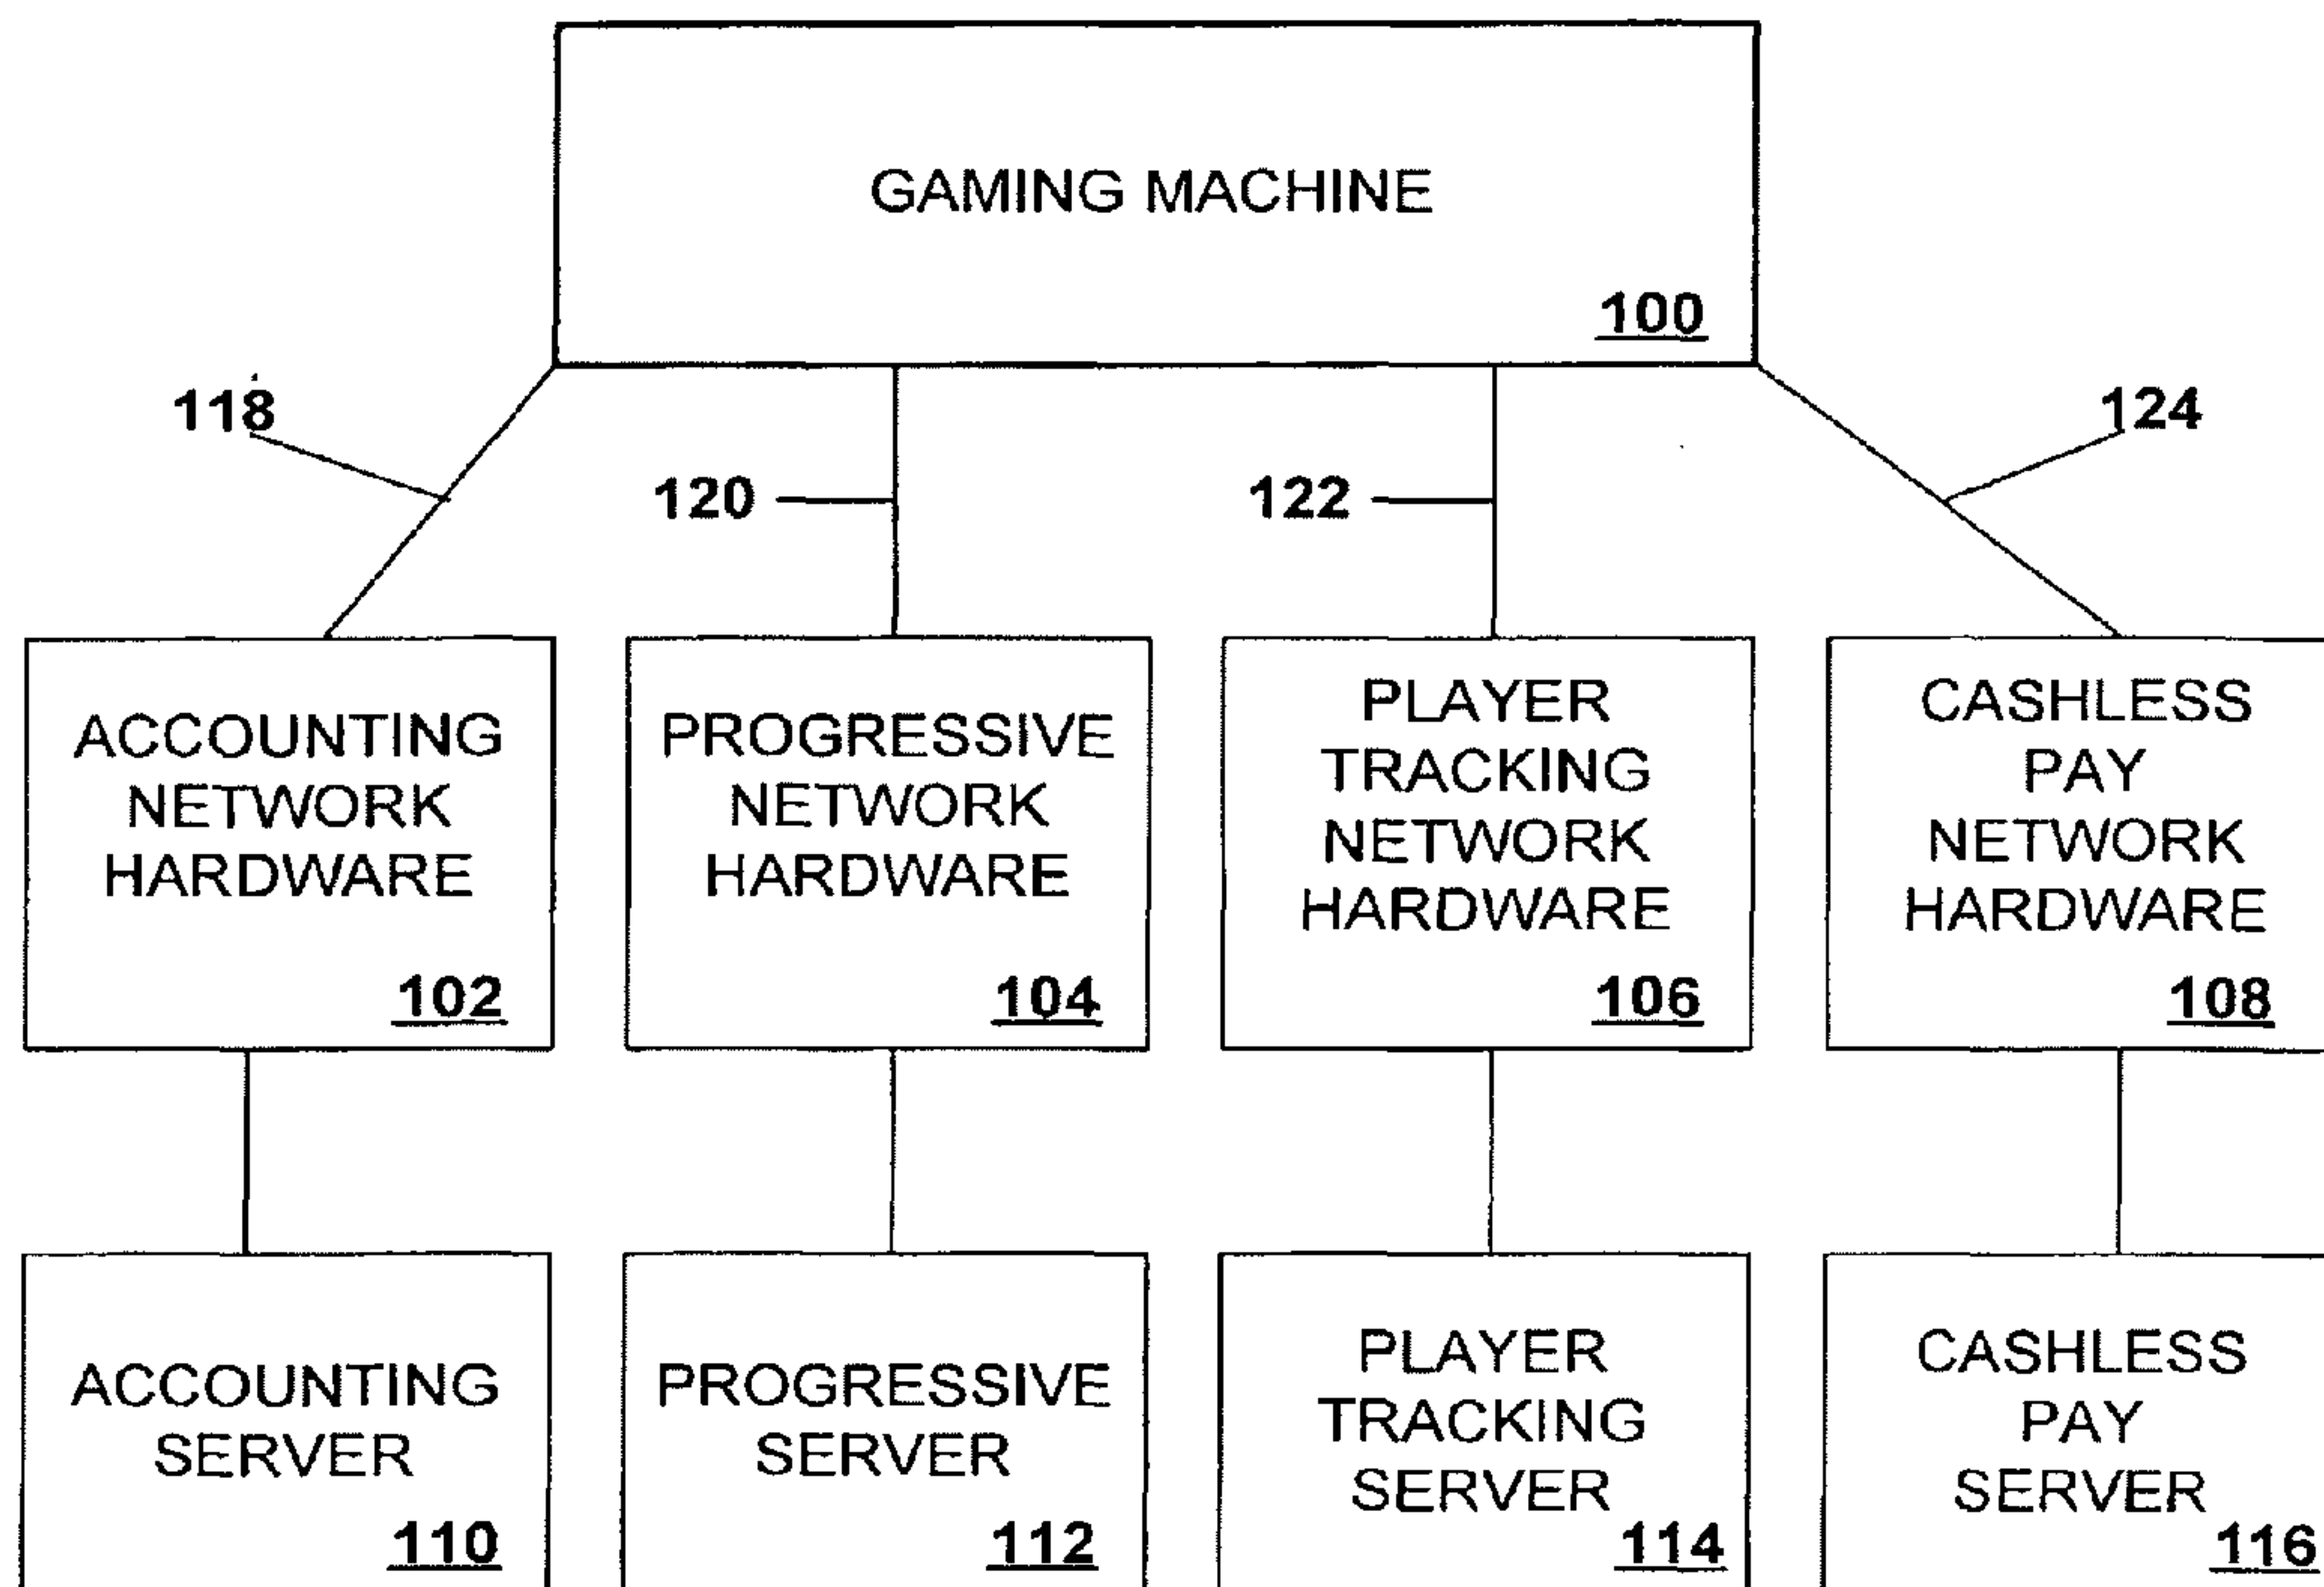 GAMING MACHINE
100
118
124
120
122
ACCOUNTING
NETWORK
HARDWARE
102
PROGRESSIVE
NETWORK
HARDWARE
104
PLAYER
TRACKING
NETWORK
HARDWARE
106
CASHLESS
PAY
NETWORK
HARDWARE
108
ACCOUNTING
SERVER
110
PROGRESSIVE
SERVER
112
PLAYER
TRACKING
SERVER
114
CASHLESS
PAY
SERVER
116